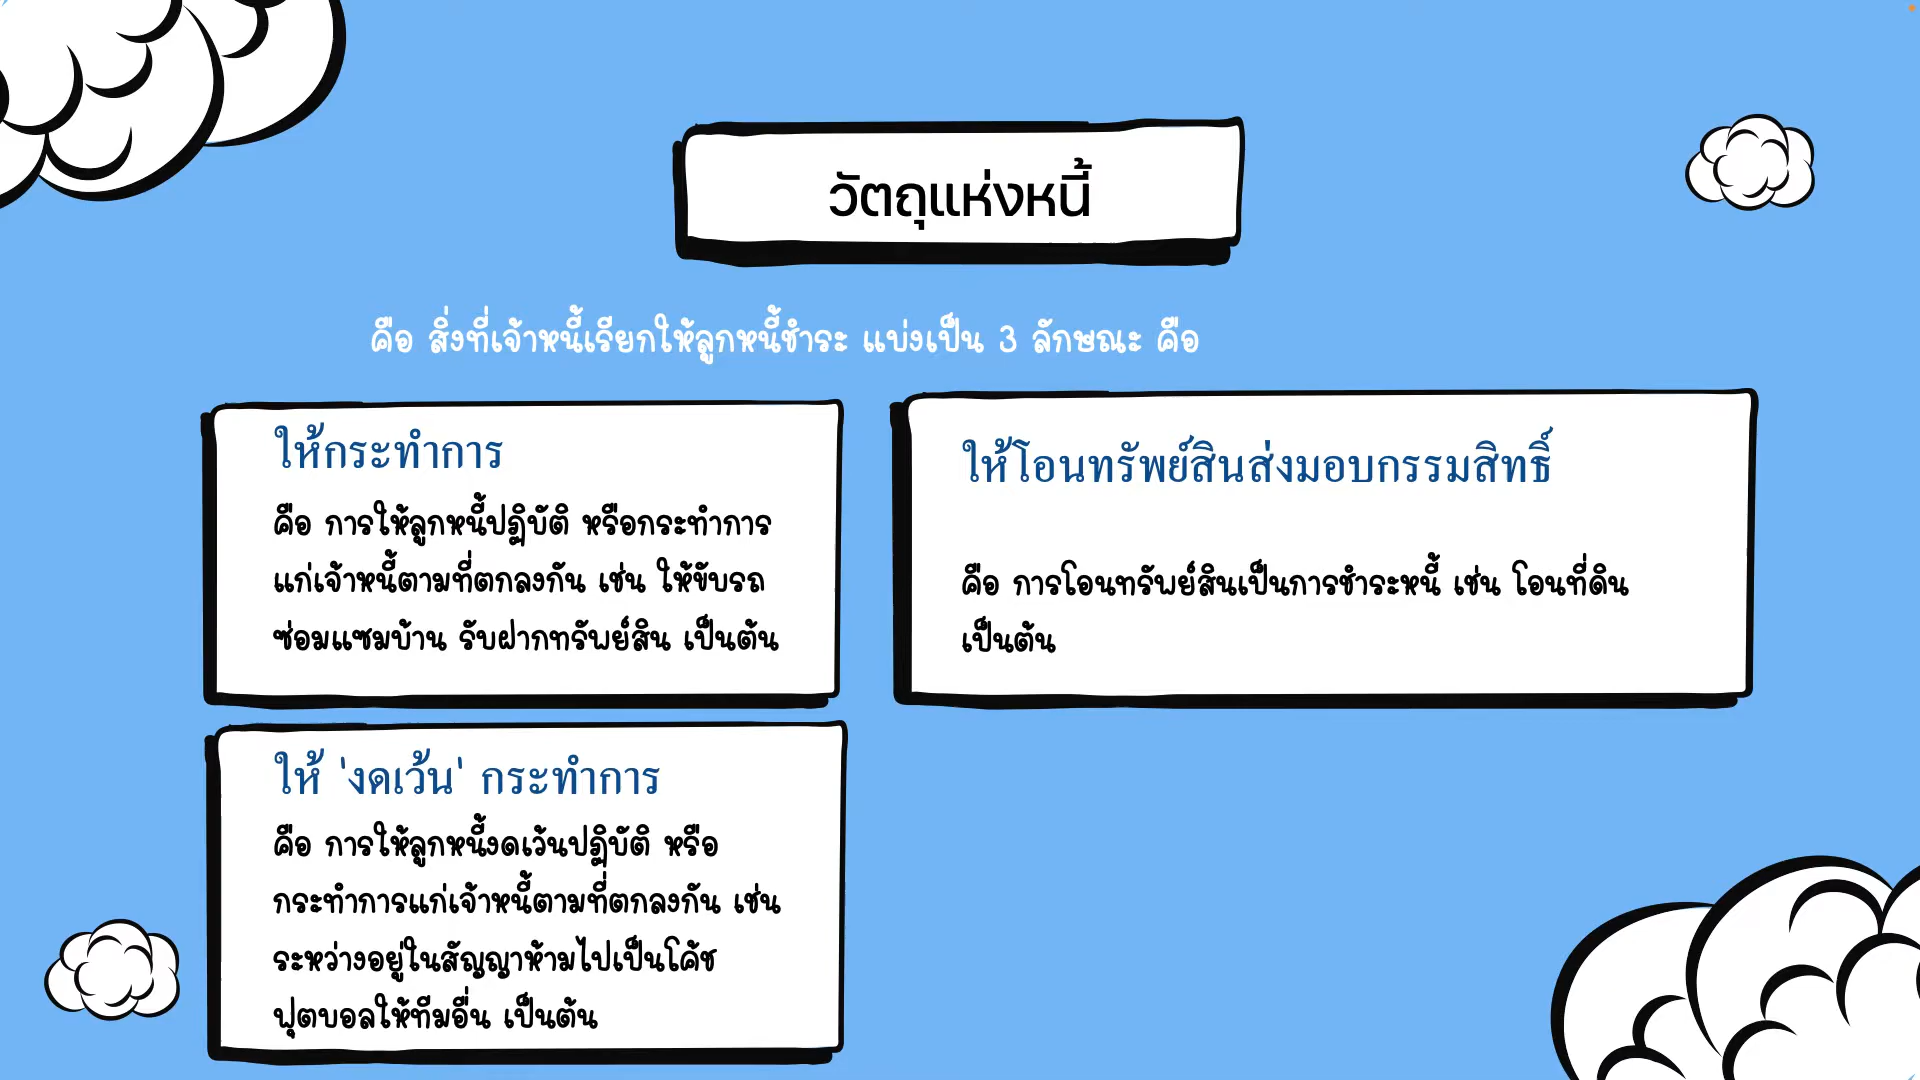 วัตถุแห่งหนี้
คือ สิ่งที่เจ้าหนี้เรียกให้ลูกหนี้ชำระ แบ่งเป็น 3 ลักษณะ คือ
ให้กระทำการ
คือ การให้ลูกหนี้ปฏิบัติ หรือกระทำการ
แก่เจ้าหนี้ตามที่ตกลงกัน เช่น ให้ขับรถ
ซ่อมแซมบ้าน รับฝากทรัพย์สิน เป็นต้น
ให้โอนทรัพย์สินส่งมอบกรรมสิทธิ์
คือ การโอนทรัพย์สินเป็นการชำระหนี้ เช่น โอนที่ดิน
เป็นต้น
ให้ 'งดเว้น' กระทำการ
คือ การให้ลูกหนี้งดเว้นปฏิบัติ หรือ
กระทำการแก่เจ้าหนี้ตามที่ตกลงกัน เช่น
ระหว่างอยู่ในสัญญาห้ามไปเป็นโค้ช
ฟุตบอลให้ทีมอื่น เป็นต้น